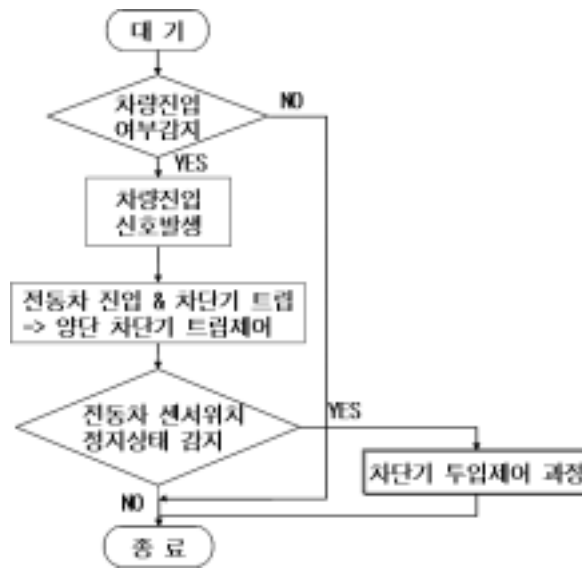 대 기
차량진입
여부감지
NO
YES
차량진입
신호발생
전동차 진입 & 차단기 트립
-> 양단 차단기 트립제어
전동차 센서위치
정지상태 감지
YES
차단기 투입제어 과정
NO
종 료